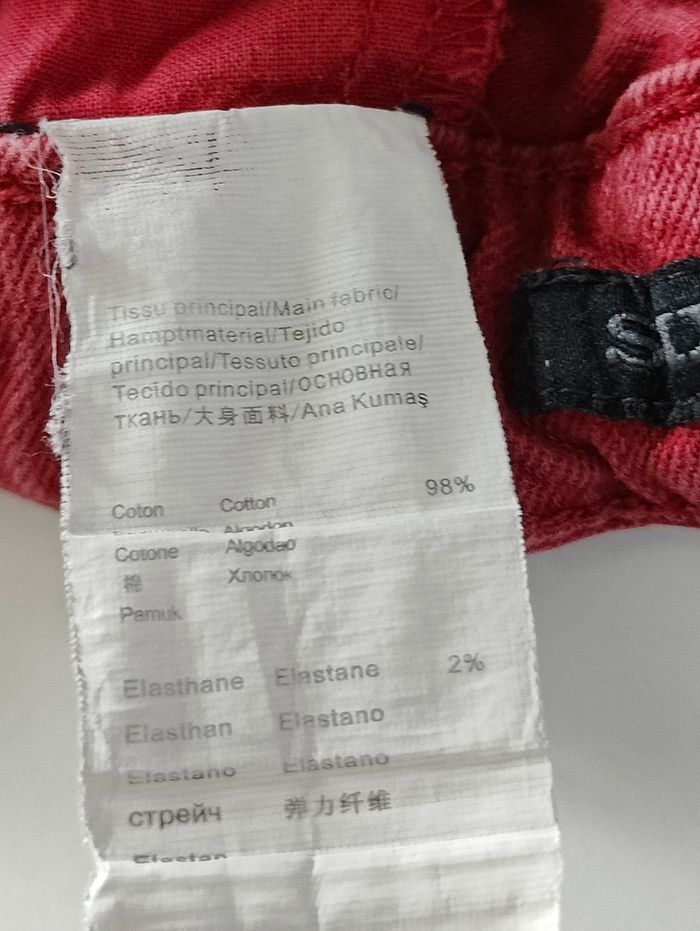 Tissu principal/Main fabric/
Hamptmaterial/Tejido
principal/Tessuto principale/
Tecido principal/ОСНОВНАЯ
ТКАНЬ/大身面料/Ana Kumaş
Coton Cotton 98%
Algodon
Cotone Algodao
棉 Хлопок
Pamuk
Elasthane Elastane 2%
Elasthan Elastano
Elastano Elastano
стрейч 弹力纤维
Elastan